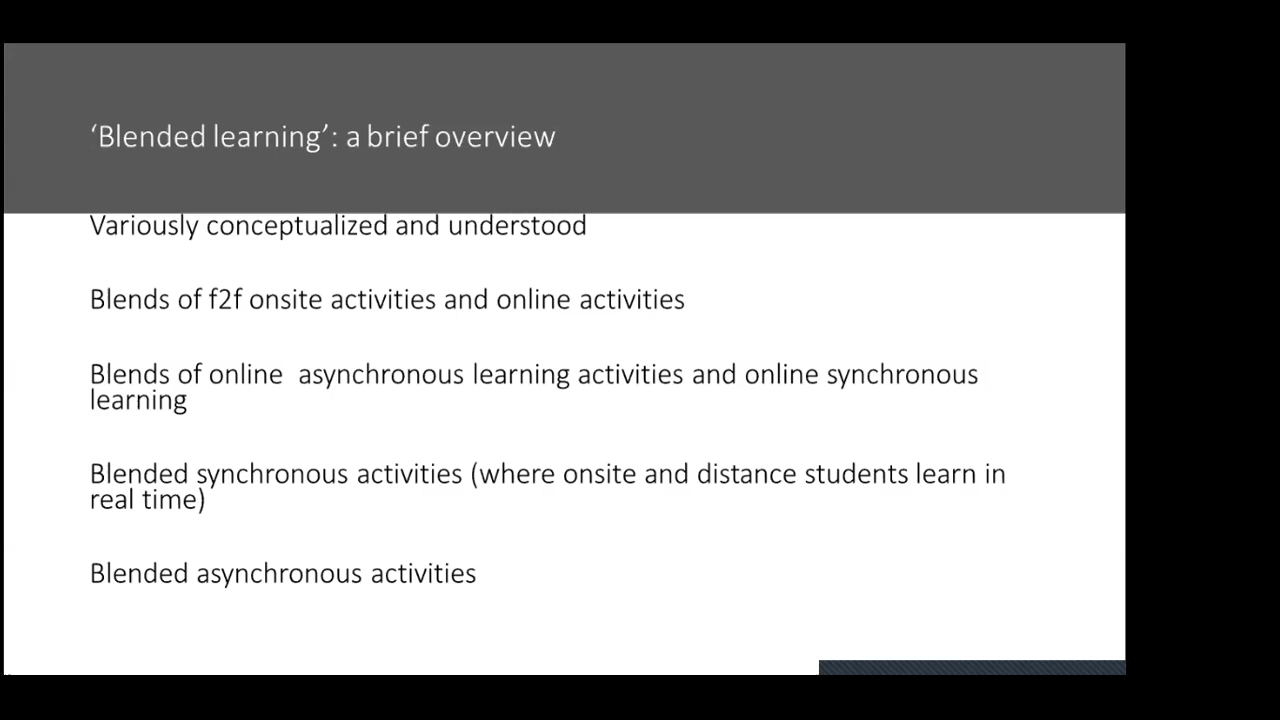 ‘Blended learning’: a brief overview
Variously conceptualized and understood
Blends of f2f onsite activities and online activities
Blends of online  asynchronous learning activities and online synchronous
learning
Blended synchronous activities (where onsite and distance students learn in
real time)
Blended asynchronous activities